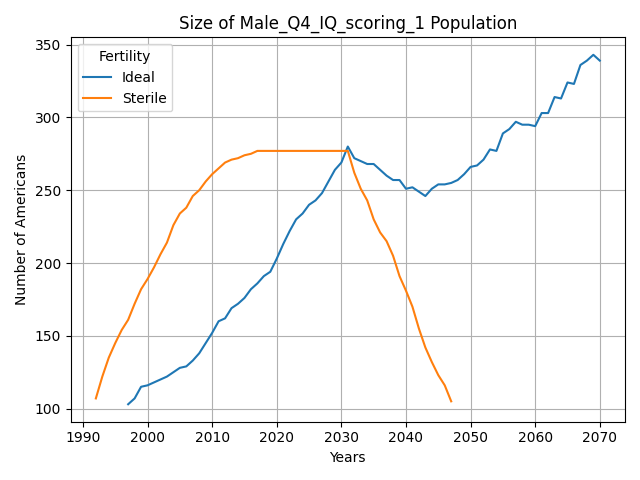 Size of Male_Q4_IQ_scoring_1 Population
Fertility
Ideal
Sterile
Number of Americans
350
300
250
200
150
100
1990 2000 2010 2020 2030 2040 2050 2060 2070
Years